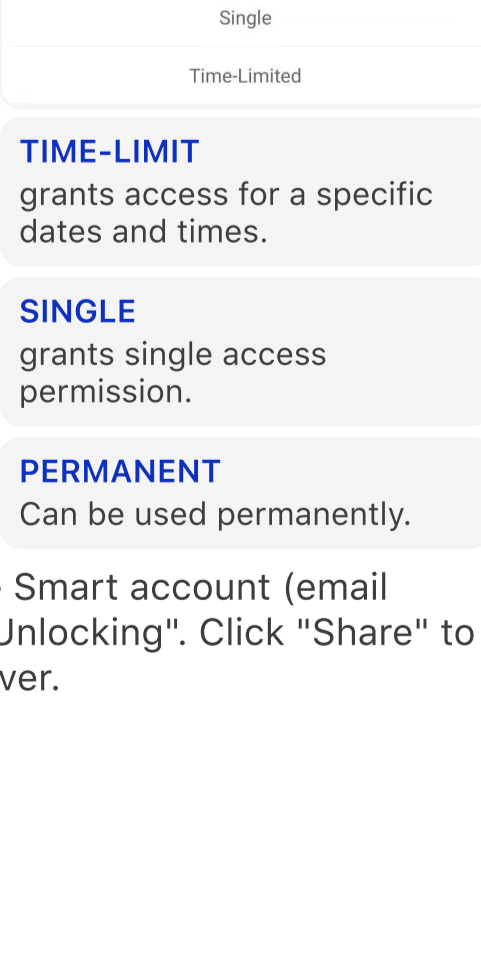 Single
Time-Limited
TIME-LIMIT
grants access for a specific
dates and times.
SINGLE
grants single access
permission.
PERMANENT
Can be used permanently.
Smart account (email
Unlocking". Click "Share" to
ver.